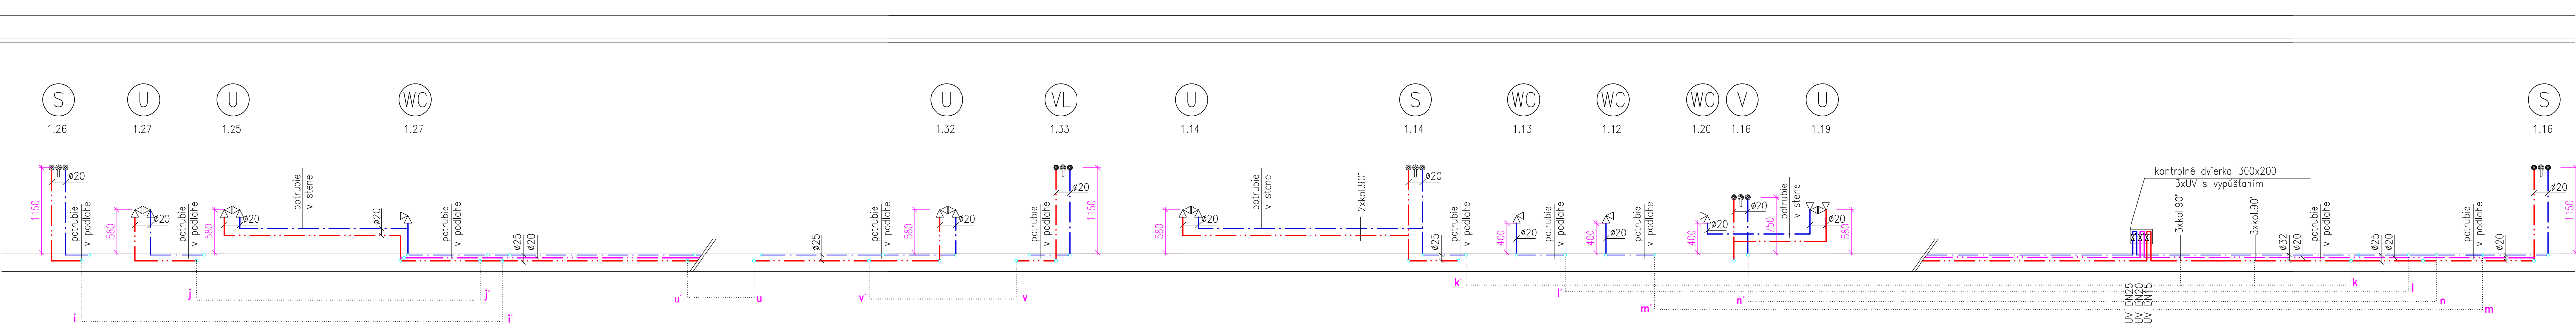 S
U
U
WC
U
VL
U
S
WC
WC
WC
V
U
S
1.26
1.27
1.25
1.27
1.32
1.33
1.14
1.14
1.13
1.12
1.20
1.16
1.19
1.16
1150
ø20
potrubie
v podlahe
580
ø20
potrubie
v podlahe
580
ø20
potrubie
v stene
ø20
potrubie
v podlahe
ø25
ø20
ø25
potrubie
v podlahe
580
ø20
potrubie
v podlahe
ø20
1150
580
ø20
potrubie
v stene
2xkol.90°
ø20
ø25
potrubie
v podlahe
400
ø20
potrubie
v podlahe
400
ø20
potrubie
v podlahe
400
ø20
ø20
750
potrubie
v stene
ø20
580
kontrolné dvierka 300x200
3xUV s vypúšťaním
3xkol.90°
3xkol.90°
ø32
ø20
potrubie
v podlahe
ø25
ø20
potrubie
v podlahe
ø20
ø20
1150
i
j
j´
i´
u´
u
v´
v
k´
l´
m´
n´
UV DN25
UV DN20
UV DN15
k
l
n
m